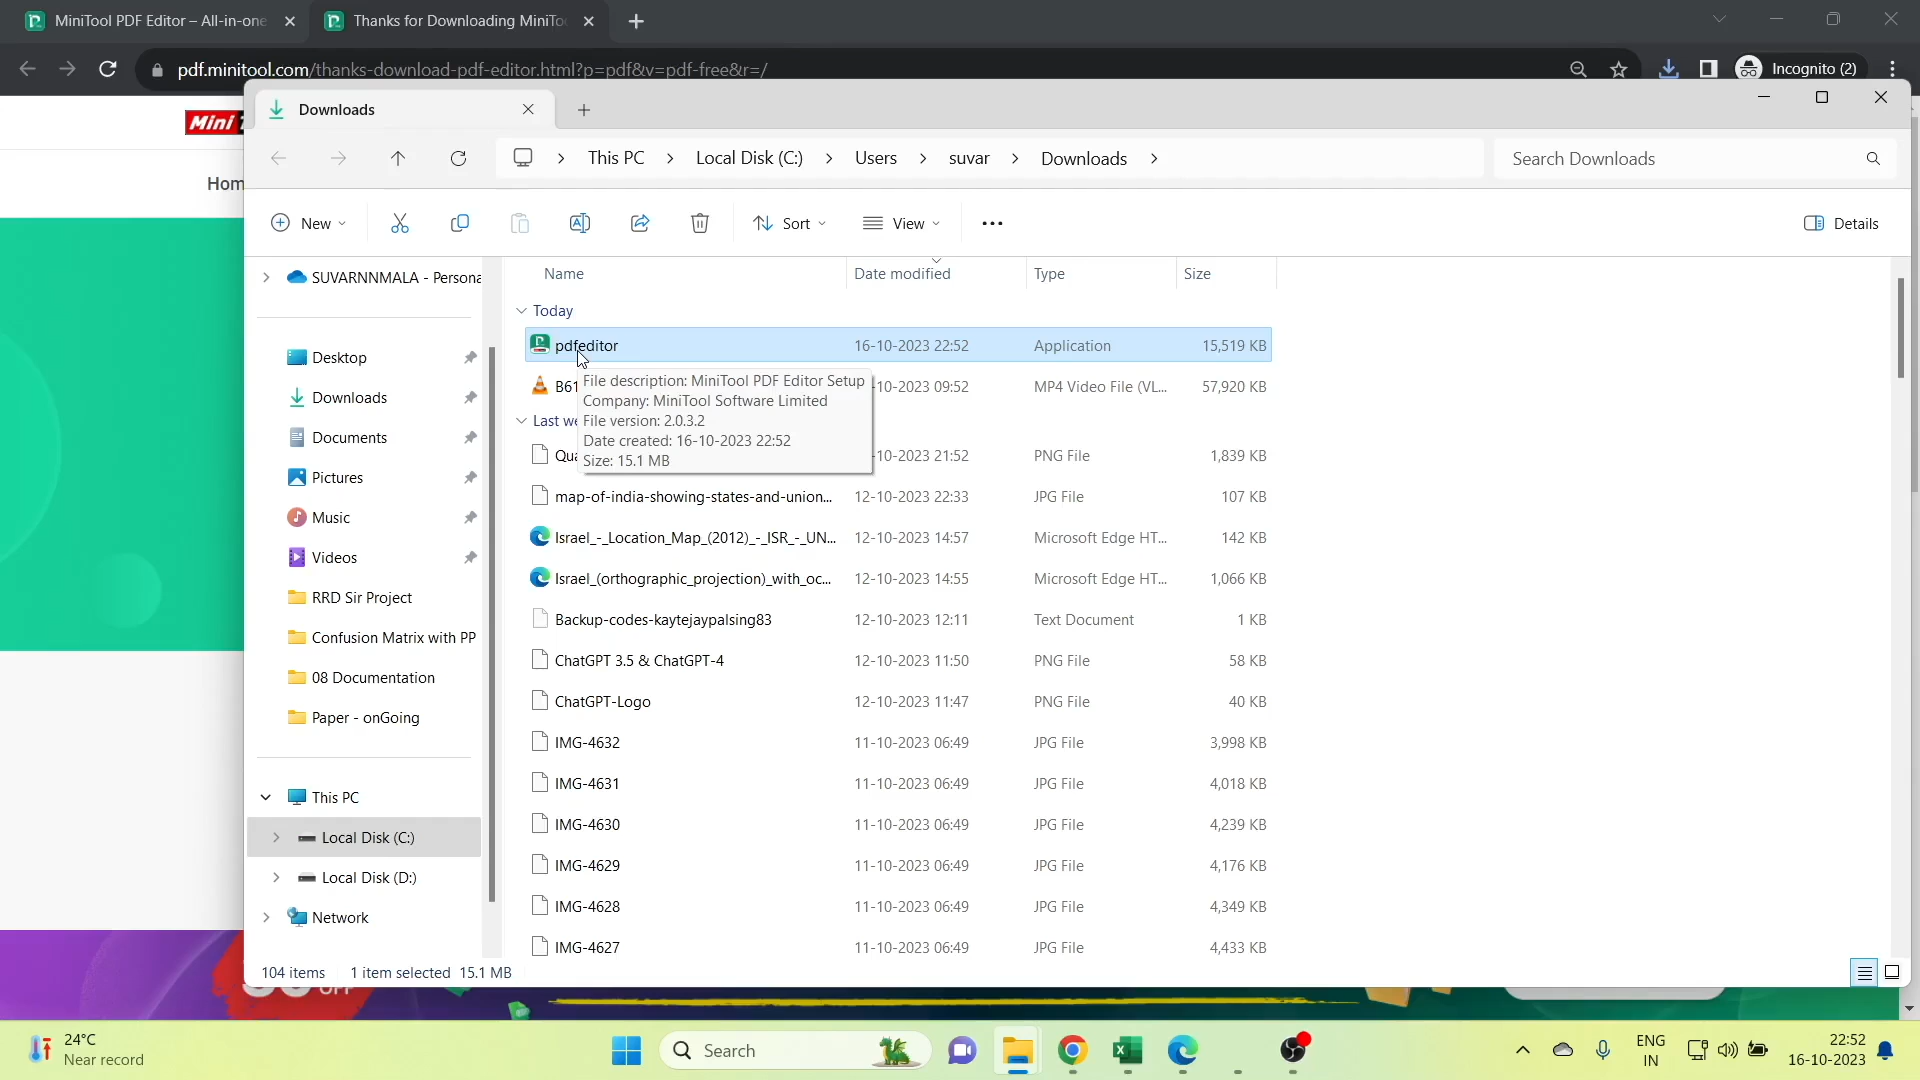 MiniTool PDF Editor – All-in-one
Thanks for Downloading MiniTo
pdf.minitool.com/thanks-download-pdf-editor.html?p=pdf&v=pdf-free&r=/
Incognito (2)
Mini
Hom
Downloads
This PC > Local Disk (C:) > Users > suvar > Downloads >
Search Downloads
New
Sort
View
Details
SUVARNNMALA - Persona
Desktop
Downloads
Documents
Pictures
Music
Videos
RRD Sir Project
Confusion Matrix with PP
08 Documentation
Paper - onGoing
This PC
Local Disk (C:)
Local Disk (D:)
Network
Name Date modified Type Size
Today
pdfeditor 16-10-2023 22:52 Application 15,519 KB
B61 -10-2023 09:52 MP4 Video File (VL... 57,920 KB
File description: MiniTool PDF Editor Setup
Company: MiniTool Software Limited
File version: 2.0.3.2
Date created: 16-10-2023 22:52
Size: 15.1 MB
Last we
Qua -10-2023 21:52 PNG File 1,839 KB
map-of-india-showing-states-and-union... 12-10-2023 22:33 JPG File 107 KB
Israel_-_Location_Map_(2012)_-_ISR_-_UN... 12-10-2023 14:57 Microsoft Edge HT... 142 KB
Israel_(orthographic_projection)_with_oc... 12-10-2023 14:55 Microsoft Edge HT... 1,066 KB
Backup-codes-kaytejaypalsing83 12-10-2023 12:11 Text Document 1 KB
ChatGPT 3.5 & ChatGPT-4 12-10-2023 11:50 PNG File 58 KB
ChatGPT-Logo 12-10-2023 11:47 PNG File 40 KB
IMG-4632 11-10-2023 06:49 JPG File 3,998 KB
IMG-4631 11-10-2023 06:49 JPG File 4,018 KB
IMG-4630 11-10-2023 06:49 JPG File 4,239 KB
IMG-4629 11-10-2023 06:49 JPG File 4,176 KB
IMG-4628 11-10-2023 06:49 JPG File 4,349 KB
IMG-4627 11-10-2023 06:49 JPG File 4,433 KB
104 items 1 item selected 15.1 MB
OFF
24°C
Near record
Search
ENG
IN
22:52
16-10-2023